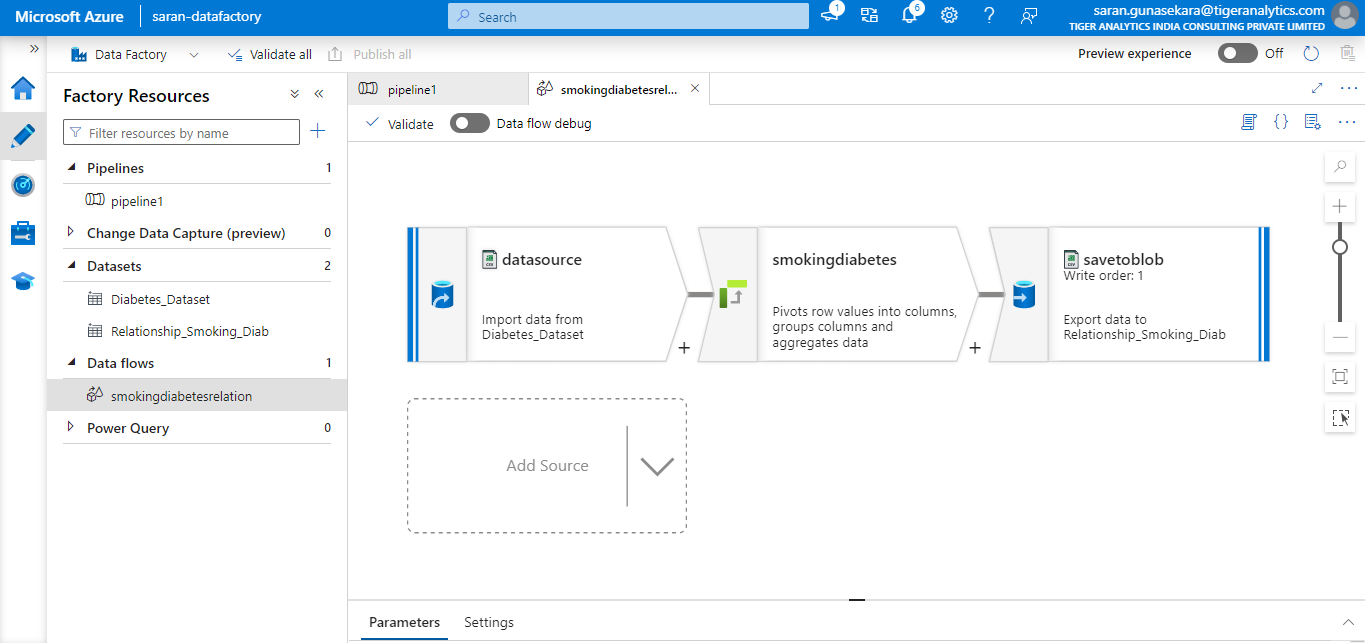 Microsoft Azure
saran-datafactory
Search
1
6
saran.gunasekara@tigeranalytics.com
TIGER ANALYTICS INDIA CONSULTING PRIVATE LIMITED
Data Factory
Validate all
Publish all
Preview experience
Off
Factory Resources
Filter resources by name
Pipelines 1
pipeline1
Change Data Capture (preview) 0
Datasets 2
Diabetes_Dataset
Relationship_Smoking_Diab
Data flows 1
smokingdiabetesrelation
Power Query 0
pipeline1
smokingdiabetesrel...
Validate
Data flow debug
datasource
Import data from
Diabetes_Dataset
+
smokingdiabetes
Pivots row values into columns,
groups columns and
aggregates data
+
savetoblob
Write order: 1
Export data to
Relationship_Smoking_Diab
Add Source
Parameters
Settings